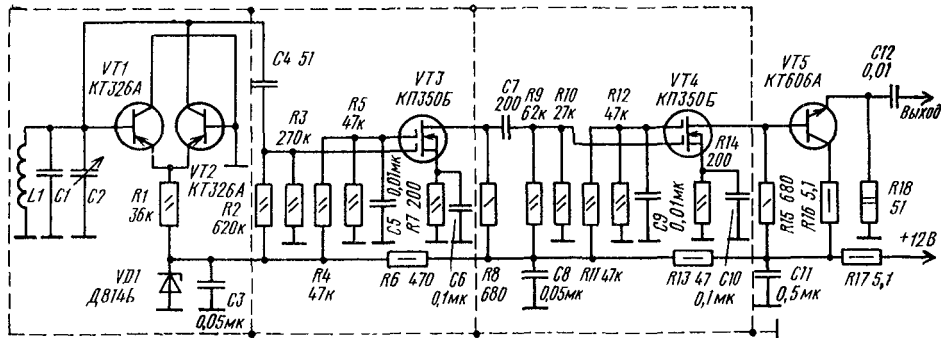 VT1
КТ326А
VT2
КТ326А
L1
C1
C2
R1
36к
VD1
Д814Б
C3
0,05мк
C4 51
R2
620к
R3
270к
R4
47к
R5
47к
C5
0,01мк
VT3
КП350Б
R7 200
C6
0,1мк
R6 470
R8
680
C7
200
R9
62к
R10
27к
C8
0,05мк
R11 47к
R12
47к
C9
0,01мк
VT4
КП350Б
R14
200
R13 47
C10
0,1мк
VT5
КТ606А
R15 680
R16 5,1
C11
0,5мк
R17 5,1
C12
0,01
Выход
R18
51
+12В